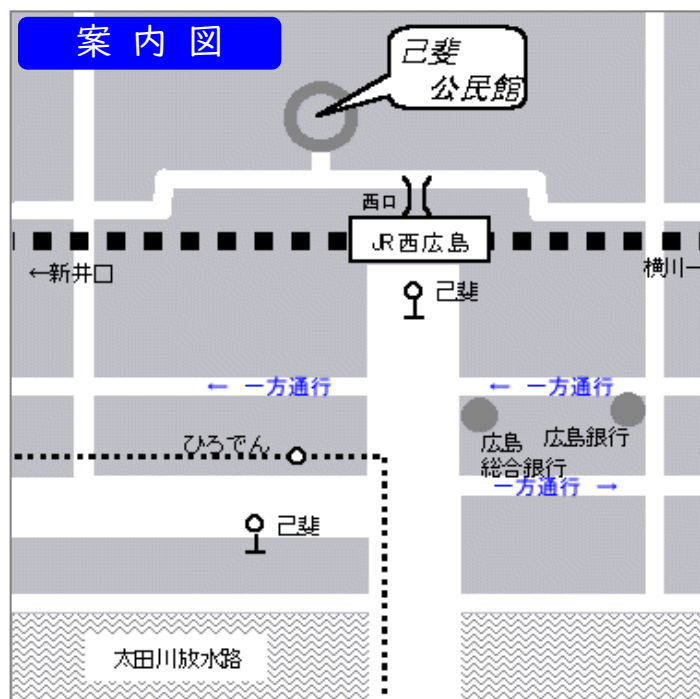 案内図
己斐
公民館
西口
JR西広島
←新井口
横川→
己斐
← 一方通行
← 一方通行
ひろでん
広島
総合銀行
広島銀行
一方通行 →
己斐
太田川放水路